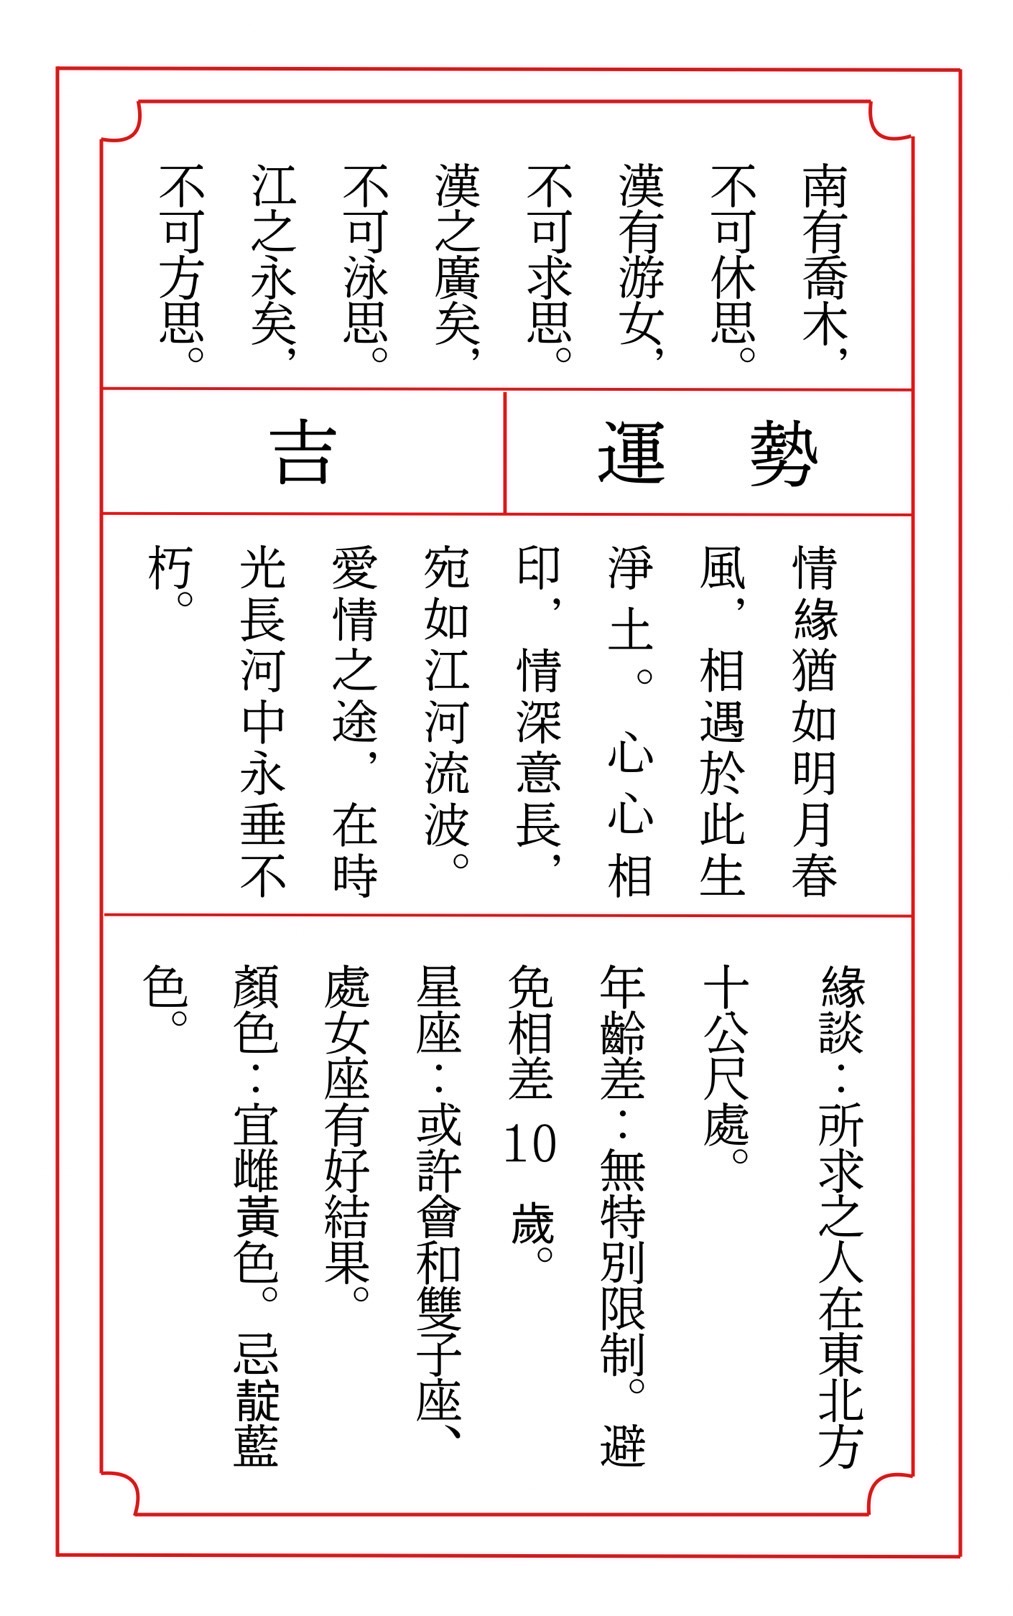 南有喬木，
不可休思。
漢有游女，
不可求思。
漢之廣矣，
不可泳思。
江之永矣，
不可方思。
勢運
吉
情緣猶如明月春
風，相遇於此生
淨土。心心相
印，情深意長，
宛如江河流波。
愛情之途，在時
光長河中永垂不
朽。
緣談：所求之人在東北方
十公尺處。
年齡差：無特別限制。避
免相差10歲。
星座：或許會和雙子座、
處女座有好結果。
顏色：宜雌黃色。忌靛藍
色。